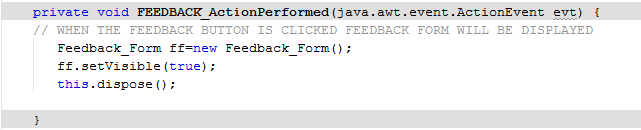 private void FEEDBACK_ActionPerformed(java.awt.event.ActionEvent evt) {
// WHEN THE FEEDBACK BUTTON IS CLICKED FEEDBACK FORM WILL BE DISPLAYED
Feedback_Form ff=new Feedback_Form();
ff.setVisible(true);
this.dispose();
}